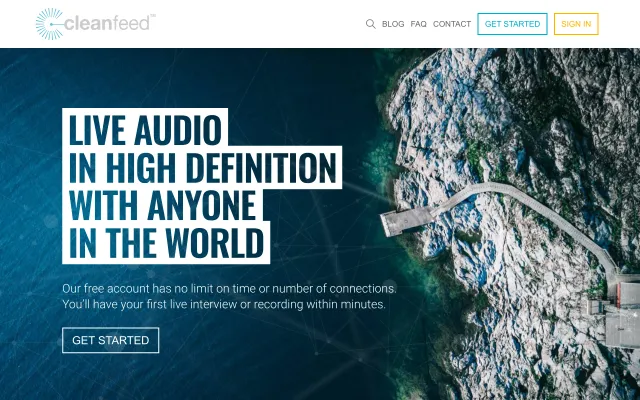 cleanfeed™
BLOG FAQ CONTACT GET STARTED SIGN IN
LIVE AUDIO
IN HIGH DEFINITION
WITH ANYONE
IN THE WORLD
Our free account has no limit on time or number of connections.
You'll have your first live interview or recording within minutes.
GET STARTED